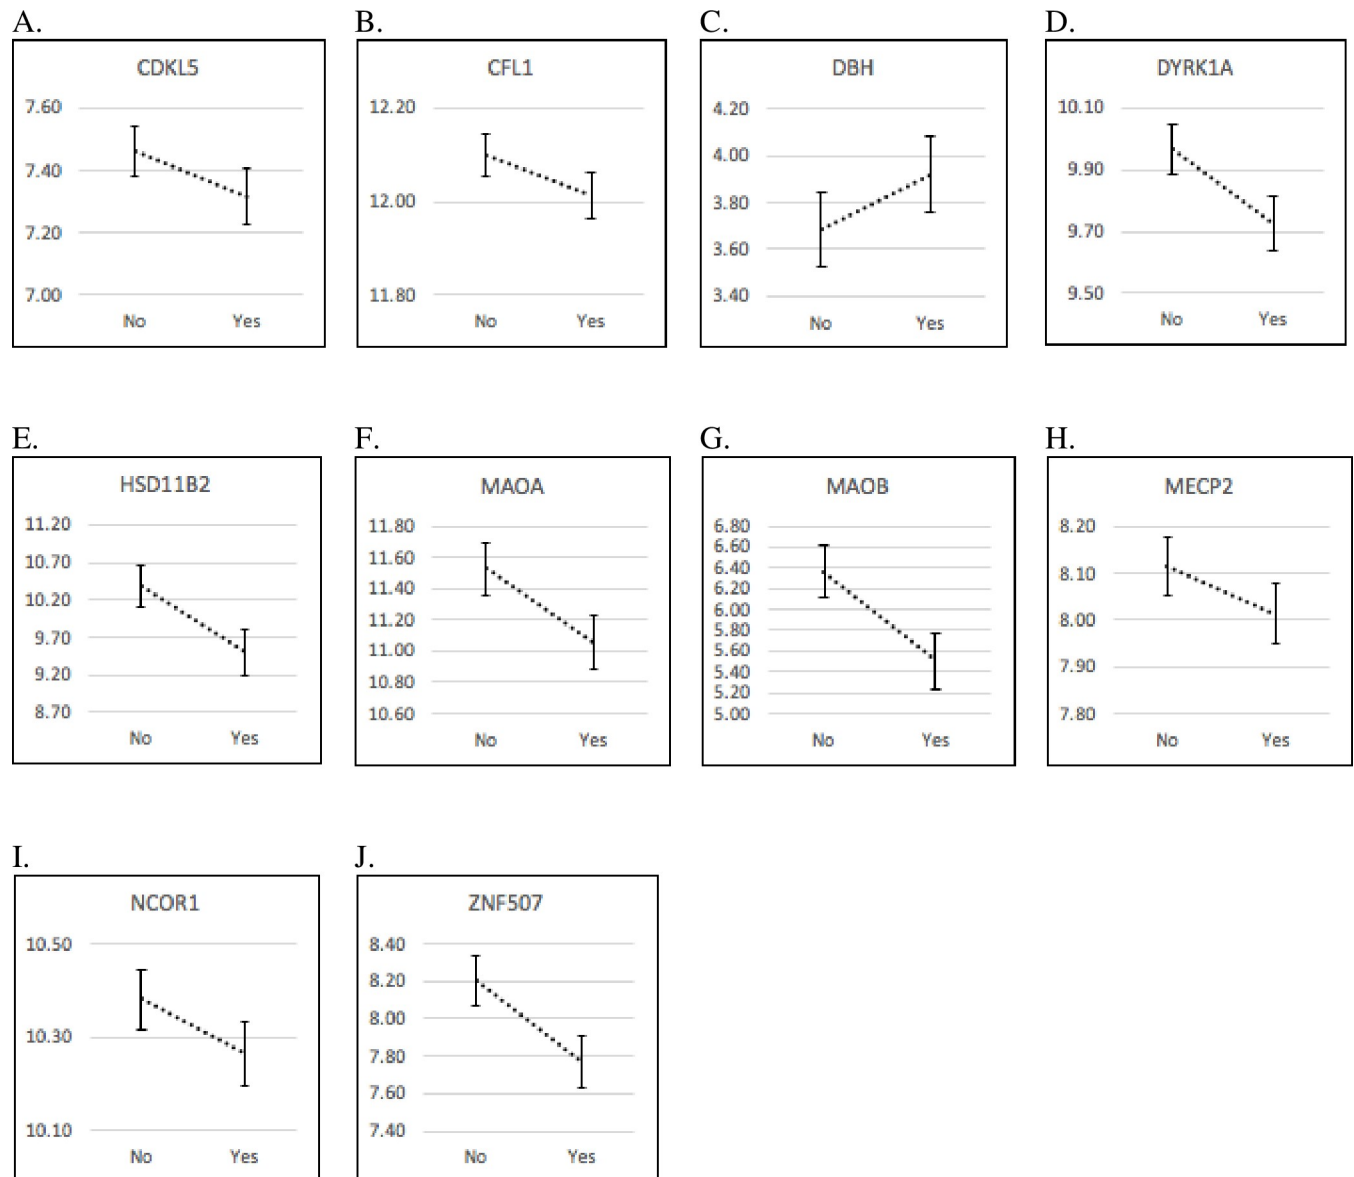 A.
CDKL5
7.60
7.40
7.20
7.00
No Yes
B.
CFL1
12.20
12.00
11.80
No Yes
C.
DBH
4.20
4.00
3.80
3.60
3.40
No Yes
D.
DYRK1A
10.10
9.90
9.70
9.50
No Yes
E.
HSD11B2
11.20
10.70
10.20
9.70
9.20
8.70
No Yes
F.
MAOA
11.80
11.60
11.40
11.20
11.00
10.80
10.60
No Yes
G.
MAOB
6.80
6.60
6.40
6.20
6.00
5.80
5.60
5.40
5.20
5.00
No Yes
H.
MECP2
8.20
8.10
8.00
7.90
7.80
No Yes
I.
NCOR1
10.50
10.30
10.10
No Yes
J.
ZNF507
8.40
8.20
8.00
7.80
7.60
7.40
No Yes